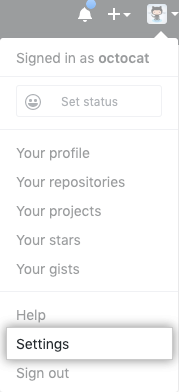 Signed in as octocat
Set status
Your profile
Your repositories
Your projects
Your stars
Your gists
Help
Settings
Sign out